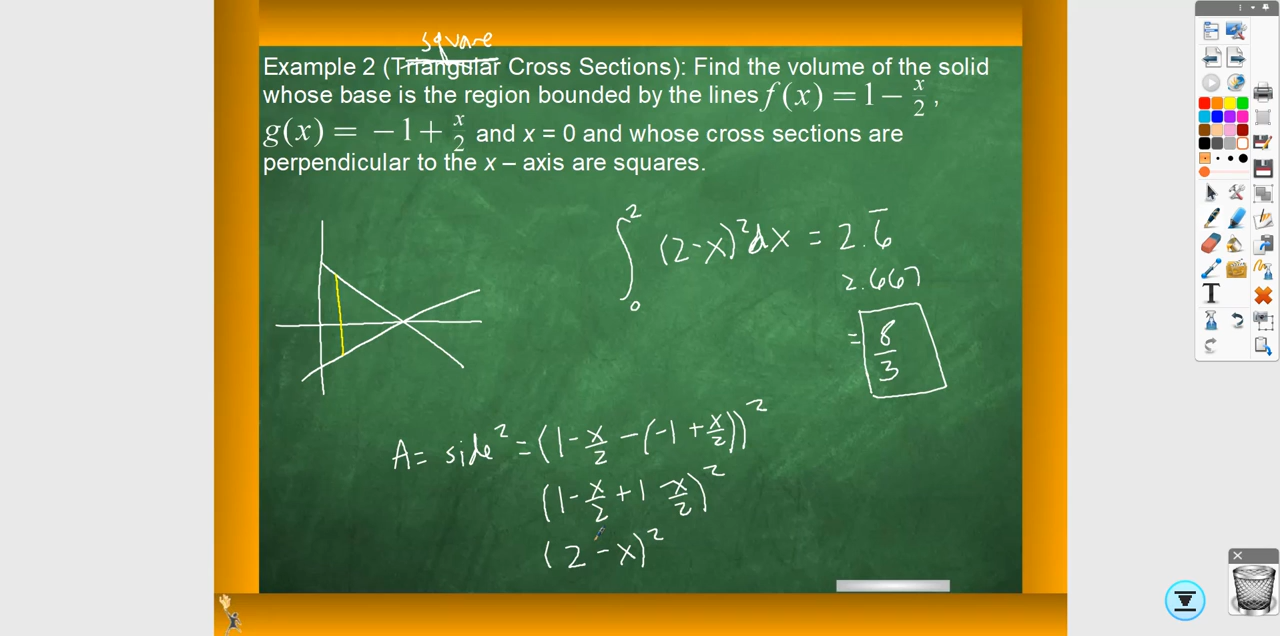 square
Example 2 (Triangular Cross Sections): Find the volume of the solid
whose base is the region bounded by the lines f(x) = 1 − x/2 ,
g(x) = −1 + x/2 and x = 0 and whose cross sections are
perpendicular to the x – axis are squares.
∫₀² (2-x)² dx = 2.6̅
2.667
= 8/3
A= side² = (1 - x/2 - (-1 + x/2))²
(1 - x/2 + 1 - x/2)²
(2 - x)²
T